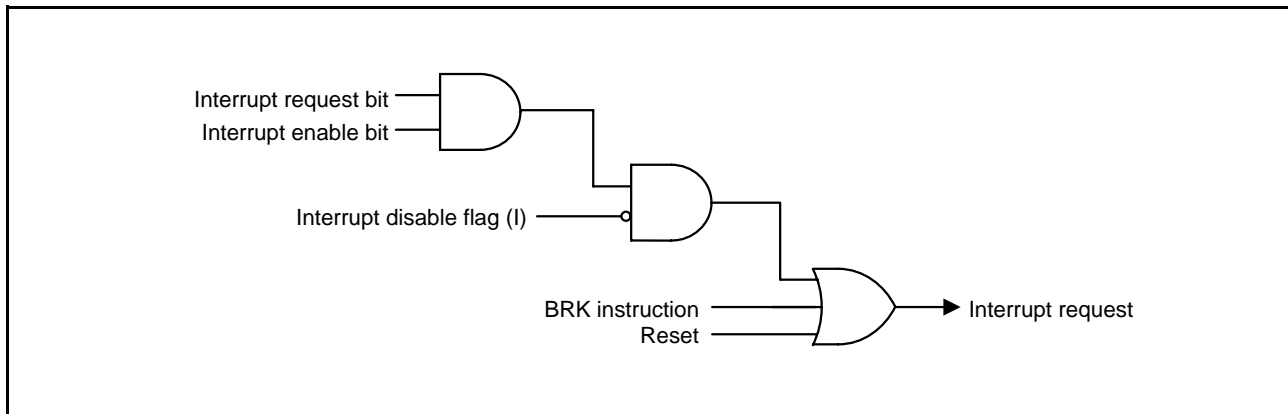 Interrupt request bit
Interrupt enable bit
Interrupt disable flag (I)
BRK instruction
Reset
Interrupt request